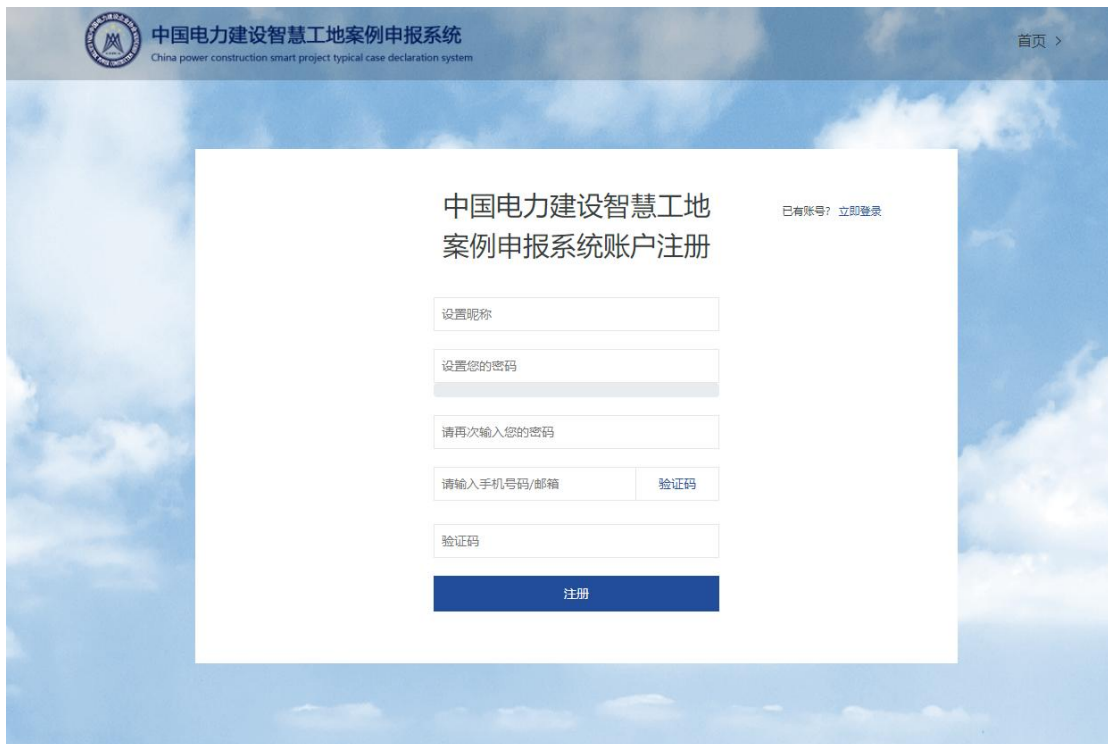 中国电力建设智慧工地案例申报系统
China power construction smart project typical case declaration system
首页 >
中国电力建设智慧工地
案例申报系统账户注册
已有账号? 立即登录
设置昵称
设置您的密码
请再次输入您的密码
请输入手机号码/邮箱
验证码
验证码
注册